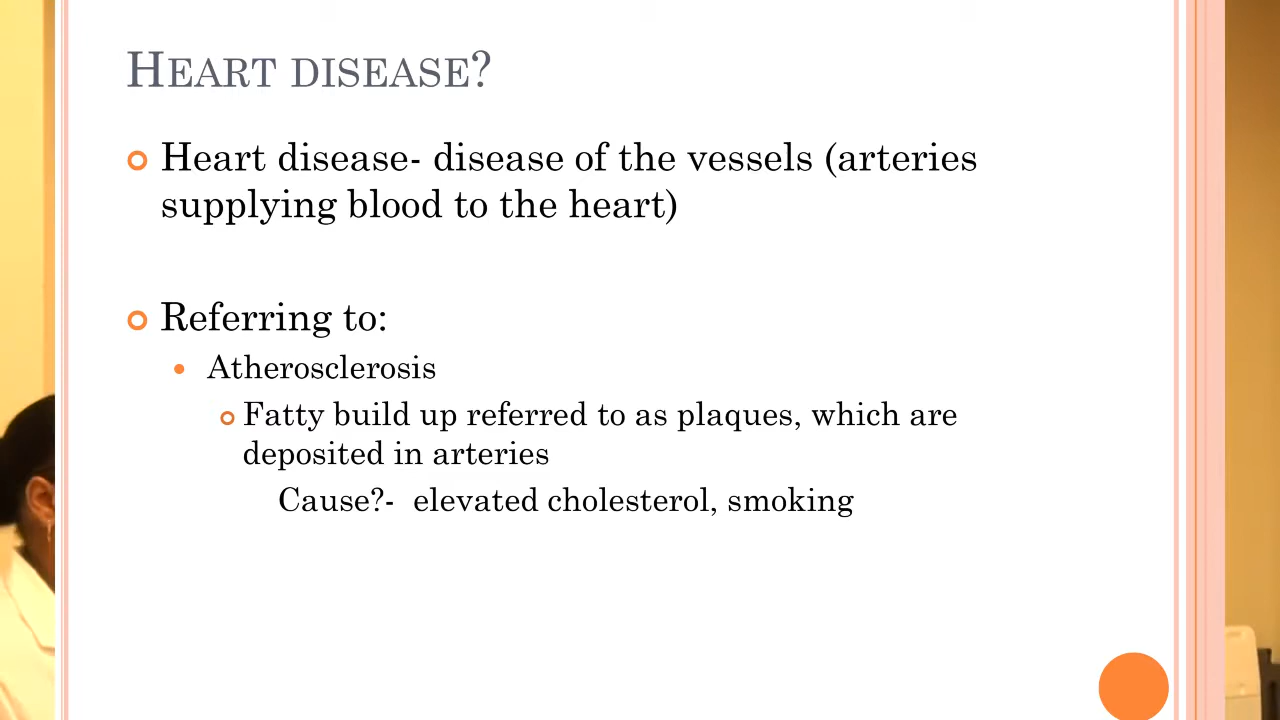 HEART DISEASE?
Heart disease- disease of the vessels (arteries
supplying blood to the heart)
Referring to:
Atherosclerosis
Fatty build up referred to as plaques, which are
deposited in arteries
Cause?- elevated cholesterol, smoking